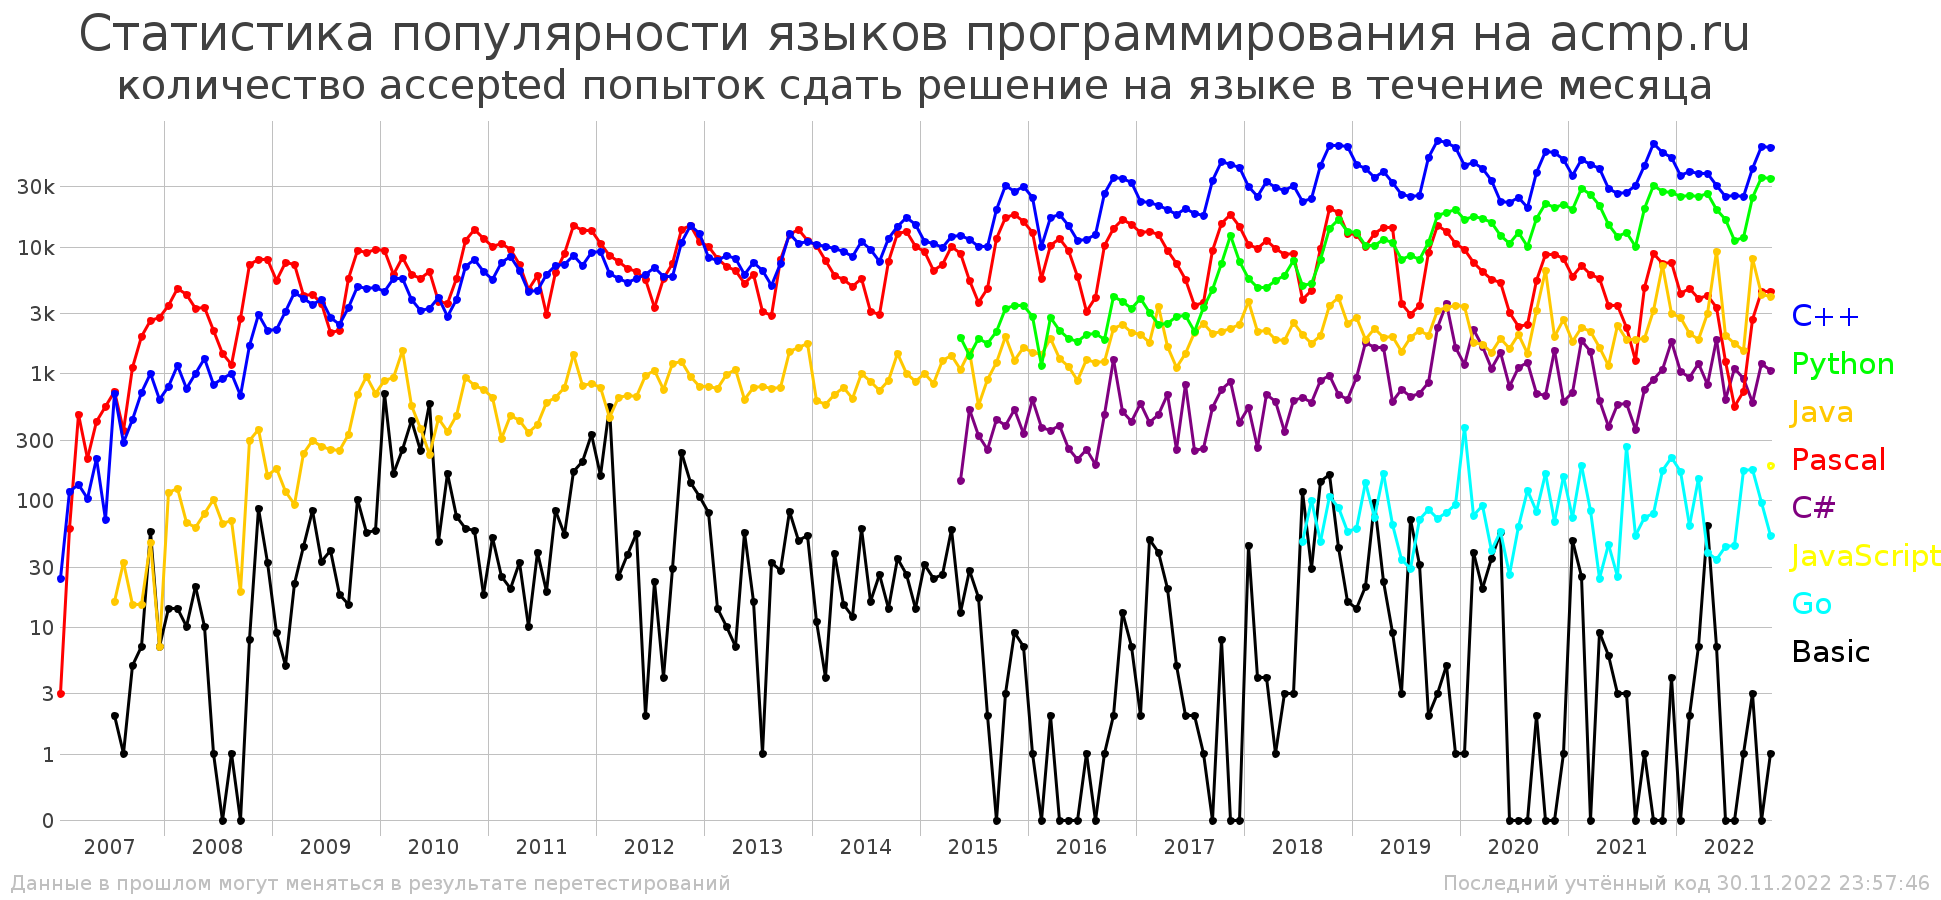 Статистика популярности языков программирования на acmp.ru
количество accepted попыток сдать решение на языке в течение месяца
30k
10k
3k
1k
300
100
30
10
3
1
0
C++
Python
Java
Pascal
C#
JavaScript
Go
Basic
2007 2008 2009 2010 2011 2012 2013 2014 2015 2016 2017 2018 2019 2020 2021 2022
Данные в прошлом могут меняться в результате перетестирований
Последний учтённый код 30.11.2022 23:57:46